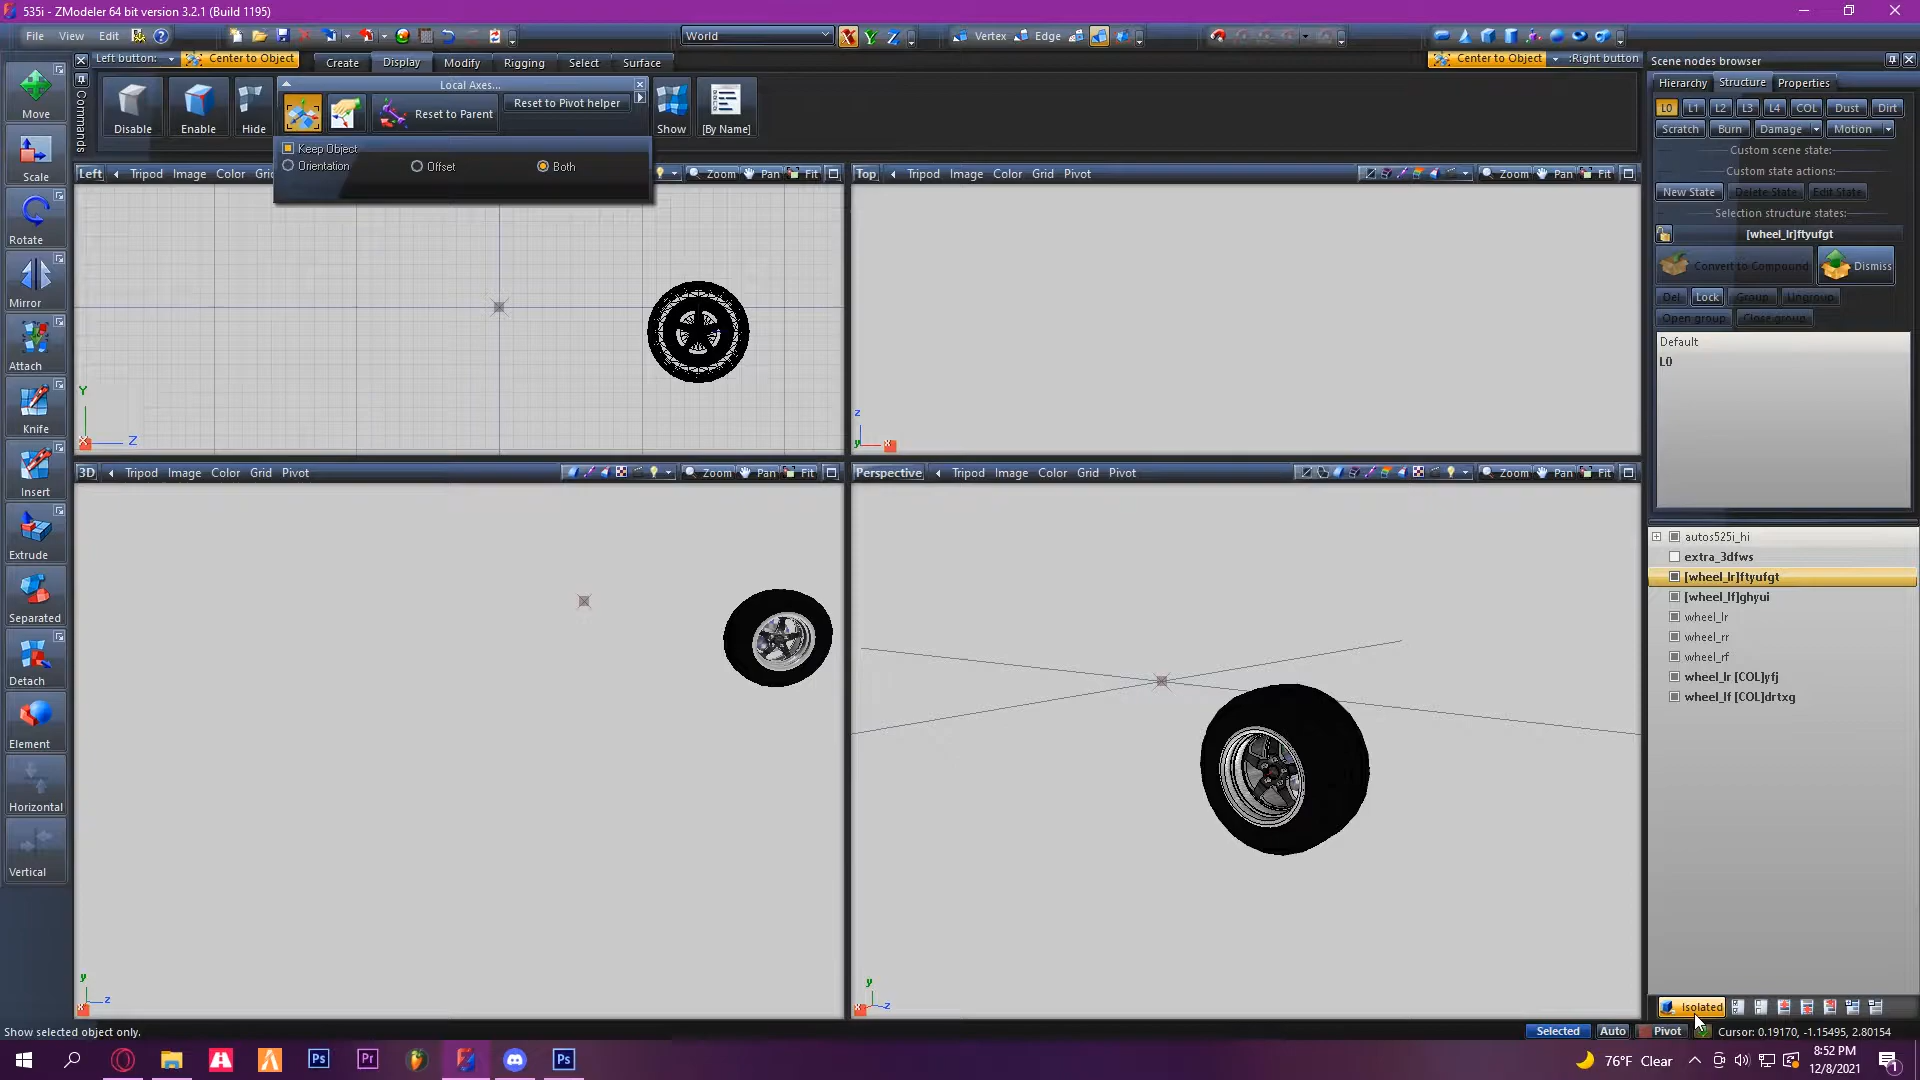 535i - ZModeler 64 bit version 3.2.1 (Build 1195)
File View Edit
World
Vertex Edge
Left button: Center to Object
Create Display Modify Rigging Select Surface
Center to Object :Right button
Scene nodes browser
Commands
Move
Scale
Rotate
Mirror
Attach
Knife
Insert
Extrude
Separated
Detach
Element
Horizontal
Vertical
Disable
Enable
Hide
Local Axes...
Reset to Parent
Reset to Pivot helper
Keep Object
Orientation Offset Both
Show
[By Name]
Hierarchy Structure Properties
L0 L1 L2 L3 L4 COL Dust Dirt
Scratch Burn Damage Motion
Custom scene state:
Custom state actions:
New State Delete State Edit State
Selection structure states:
[wheel_lr]ftyufgt
Convert to Compound Dismiss
Del Lock Group Ungroup
Open group Close group
Default
L0
Left Tripod Image Color Gri Zoom Pan Fit
Top Tripod Image Color Grid Pivot Zoom Pan Fit
Y
Z
z
y
3D Tripod Image Color Grid Pivot Zoom Pan Fit
Perspective Tripod Image Color Grid Pivot Zoom Pan Fit
y
z
y
z
autos525i_hi
extra_3dfws
[wheel_lr]ftyufgt
[wheel_lf]ghyui
wheel_lr
wheel_rr
wheel_rf
wheel_lr [COL]yfj
wheel_lf [COL]drtxg
Isolated
Show selected object only.
Selected Auto Pivot Cursor: 0.19170, -1.15495, 2.80154
76°F Clear
8:52 PM
12/8/2021
1